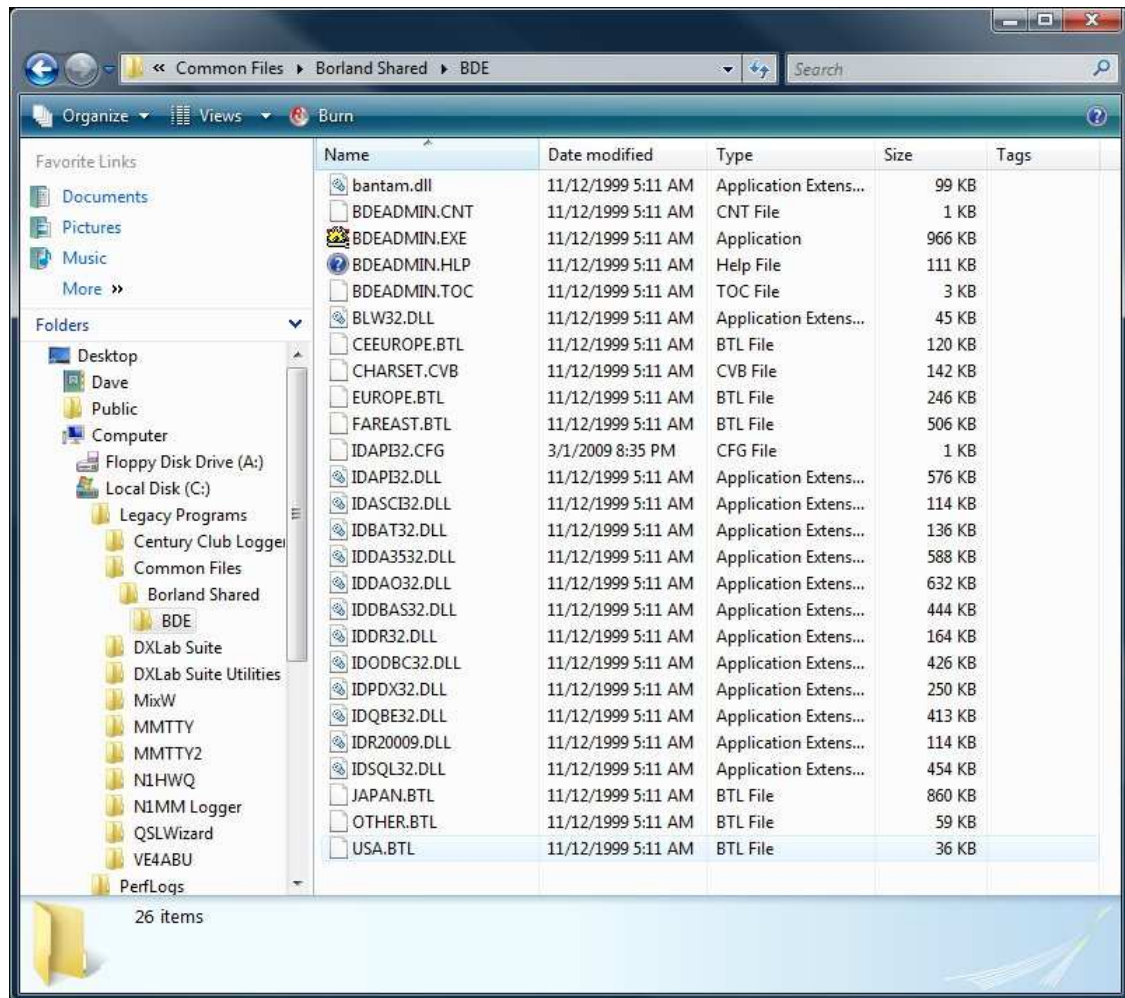 « Common Files ▸ Borland Shared ▸ BDE
Search
Organize Views Burn
Favorite Links
Documents
Pictures
Music
More »
Folders
Desktop
Dave
Public
Computer
Floppy Disk Drive (A:)
Local Disk (C:)
Legacy Programs
Century Club Logger
Common Files
Borland Shared
BDE
DXLab Suite
DXLab Suite Utilities
MixW
MMTTY
MMTTY2
N1HWQ
N1MM Logger
QSLWizard
VE4ABU
PerfLogs
Name Date modified Type Size Tags
bantam.dll 11/12/1999 5:11 AM Application Extens... 99 KB
BDEADMIN.CNT 11/12/1999 5:11 AM CNT File 1 KB
BDEADMIN.EXE 11/12/1999 5:11 AM Application 966 KB
BDEADMIN.HLP 11/12/1999 5:11 AM Help File 111 KB
BDEADMIN.TOC 11/12/1999 5:11 AM TOC File 3 KB
BLW32.DLL 11/12/1999 5:11 AM Application Extens... 45 KB
CEEUROPE.BTL 11/12/1999 5:11 AM BTL File 120 KB
CHARSET.CVB 11/12/1999 5:11 AM CVB File 142 KB
EUROPE.BTL 11/12/1999 5:11 AM BTL File 246 KB
FAREAST.BTL 11/12/1999 5:11 AM BTL File 506 KB
IDAPI32.CFG 3/1/2009 8:35 PM CFG File 1 KB
IDAPI32.DLL 11/12/1999 5:11 AM Application Extens... 576 KB
IDASCI32.DLL 11/12/1999 5:11 AM Application Extens... 114 KB
IDBAT32.DLL 11/12/1999 5:11 AM Application Extens... 136 KB
IDDA3532.DLL 11/12/1999 5:11 AM Application Extens... 588 KB
IDDAO32.DLL 11/12/1999 5:11 AM Application Extens... 632 KB
IDDBAS32.DLL 11/12/1999 5:11 AM Application Extens... 444 KB
IDDR32.DLL 11/12/1999 5:11 AM Application Extens... 164 KB
IDODBC32.DLL 11/12/1999 5:11 AM Application Extens... 426 KB
IDPDX32.DLL 11/12/1999 5:11 AM Application Extens... 250 KB
IDQBE32.DLL 11/12/1999 5:11 AM Application Extens... 413 KB
IDR20009.DLL 11/12/1999 5:11 AM Application Extens... 114 KB
IDSQL32.DLL 11/12/1999 5:11 AM Application Extens... 454 KB
JAPAN.BTL 11/12/1999 5:11 AM BTL File 860 KB
OTHER.BTL 11/12/1999 5:11 AM BTL File 59 KB
USA.BTL 11/12/1999 5:11 AM BTL File 36 KB
26 items